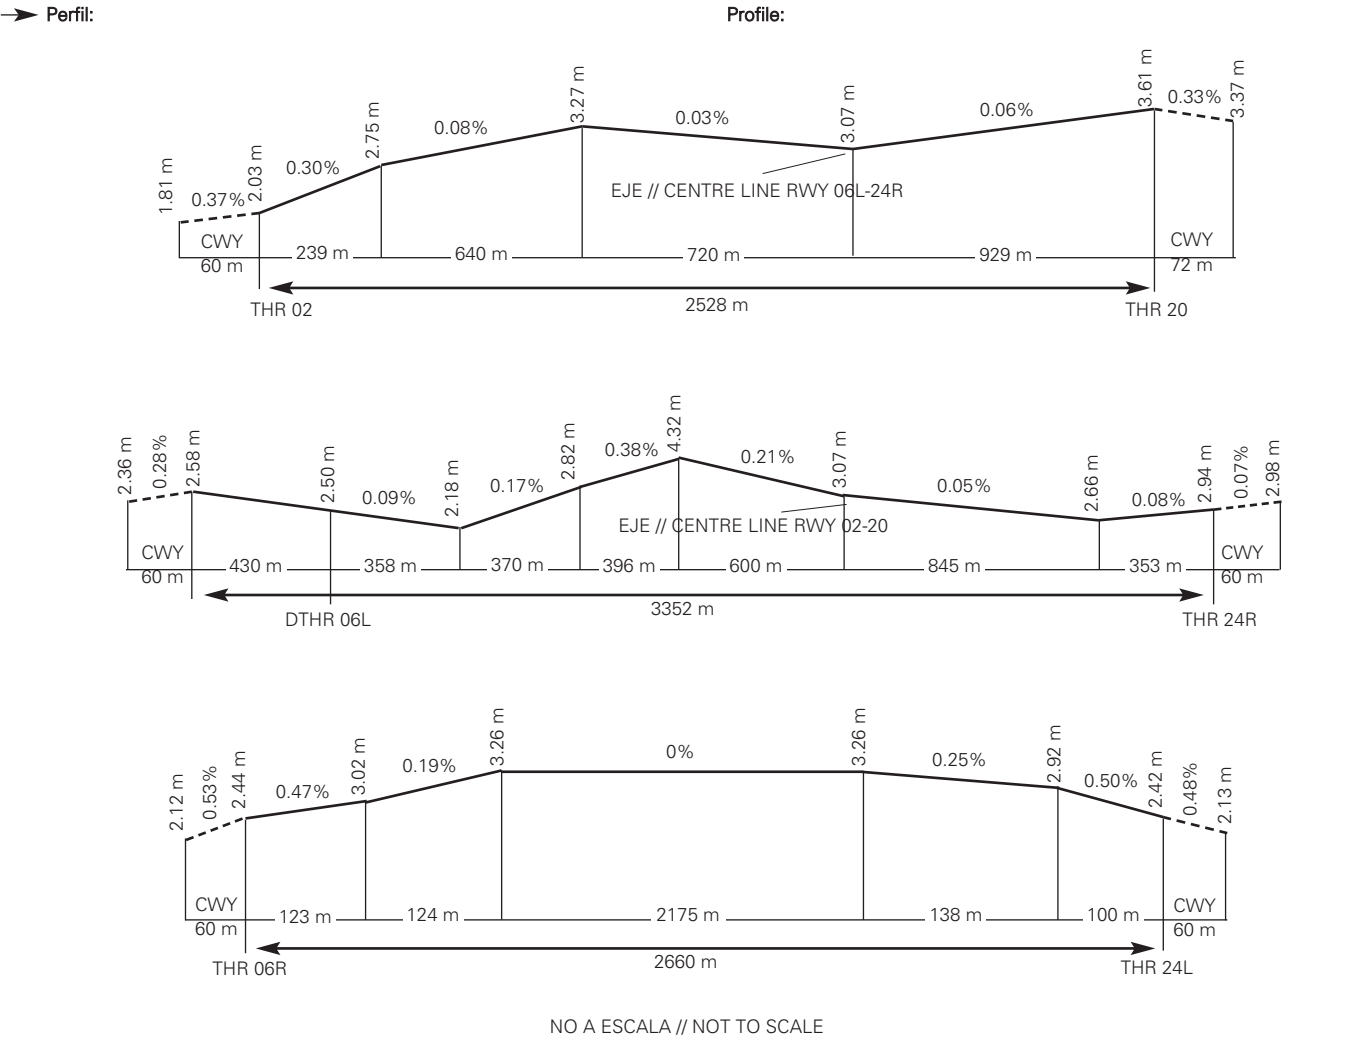 Perfil: Profile:
1.81 m 0.37% 2.03 m 0.30% 2.75 m 0.08% 3.27 m 0.03% 3.07 m 0.06% 3.61 m 0.33% 3.37 m
EJE // CENTRE LINE RWY 06L-24R
CWY CWY
60 m 239 m 640 m 720 m 929 m 72 m
THR 02 2528 m THR 20
2.36 m 0.28% 2.58 m 2.50 m 0.09% 2.18 m 0.17% 2.82 m 0.38% 4.32 m 0.21% 3.07 m 0.05% 2.66 m 0.08% 2.94 m 0.07% 2.98 m
EJE // CENTRE LINE RWY 02-20
CWY CWY
60 m 430 m 358 m 370 m 396 m 600 m 845 m 353 m 60 m
3352 m
DTHR 06L THR 24R
2.12 m 0.53% 2.44 m 0.47% 3.02 m 0.19% 3.26 m 0% 3.26 m 0.25% 2.92 m 0.50% 2.42 m 0.48% 2.13 m
CWY CWY
60 m 123 m 124 m 2175 m 138 m 100 m 60 m
2660 m
THR 06R THR 24L
NO A ESCALA // NOT TO SCALE